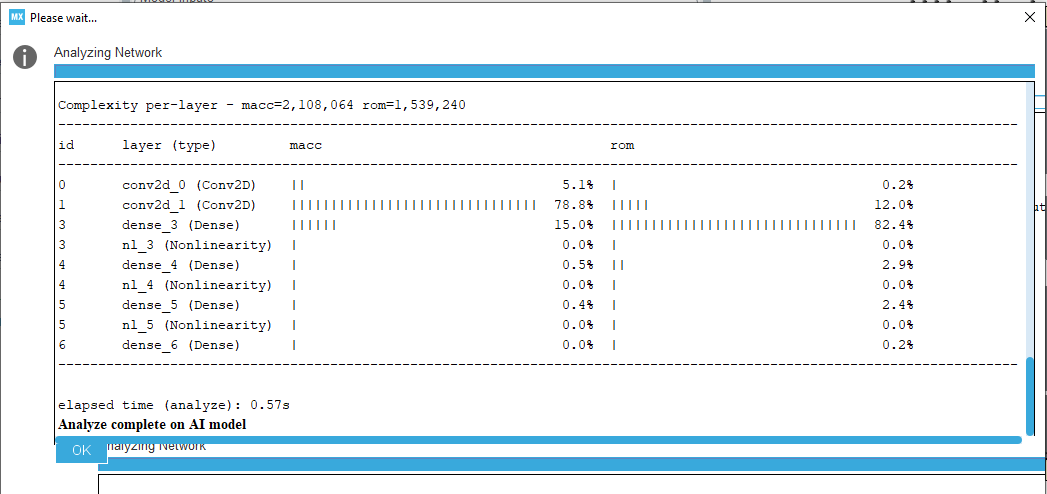 Model Inputs
MX Please wait...
Analyzing Network
Complexity per-layer - macc=2,108,064 rom=1,539,240
--------------------------------------------------------------------------------
id layer (type) macc rom
--------------------------------------------------------------------------------
0 conv2d_0 (Conv2D) || 5.1% | 0.2%
1 conv2d_1 (Conv2D) ||||||||||||||||||||||||||||||| 78.8% ||||| 12.0%
3 dense_3 (Dense) |||||| 15.0% ||||||||||||||||||||||||||||||| 82.4%
3 nl_3 (Nonlinearity) | 0.0% | 0.0%
4 dense_4 (Dense) | 0.5% || 2.9%
4 nl_4 (Nonlinearity) | 0.0% | 0.0%
5 dense_5 (Dense) | 0.4% | 2.4%
5 nl_5 (Nonlinearity) | 0.0% | 0.0%
6 dense_6 (Dense) | 0.0% | 0.2%
--------------------------------------------------------------------------------
elapsed time (analyze): 0.57s
Analyze complete on AI model
OK
nalyzing Network